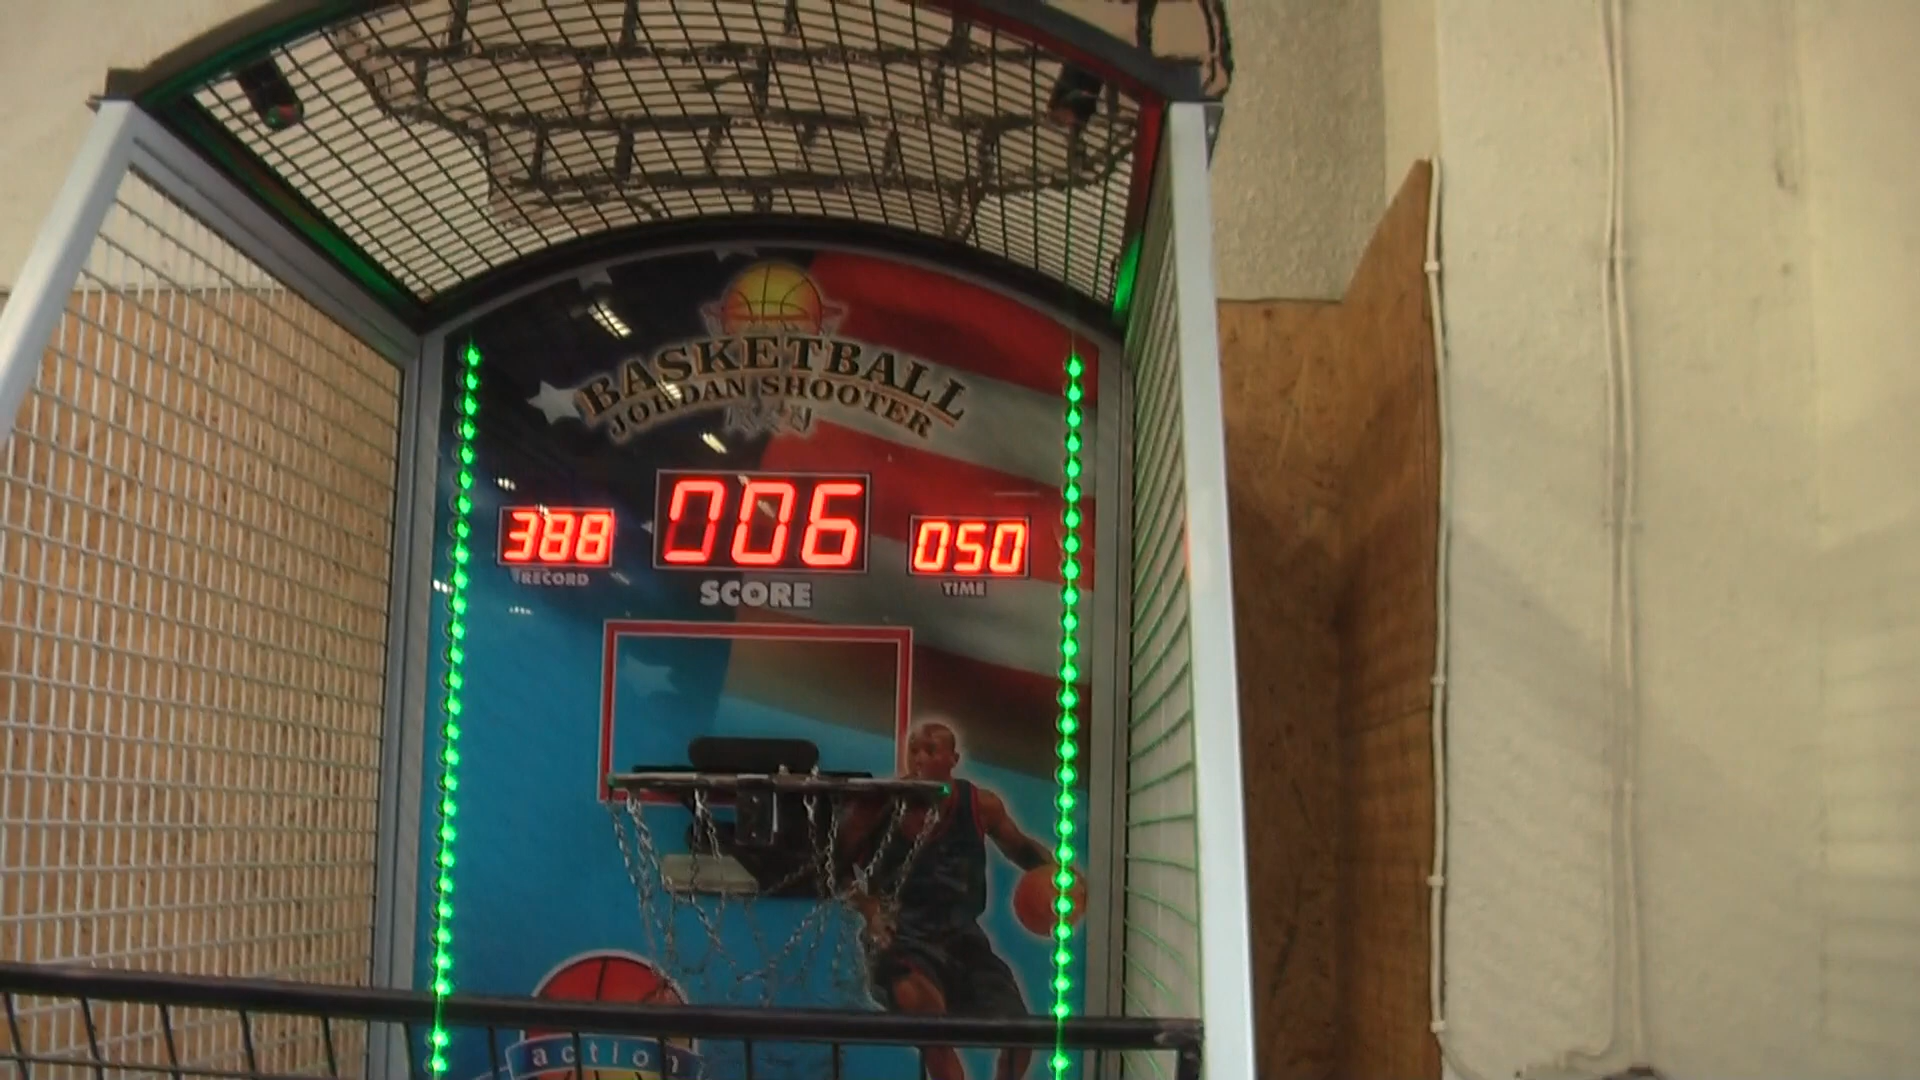 BASKETBALL
JORDAN SHOOTER
388 006 050
RECORD SCORE TIME
action